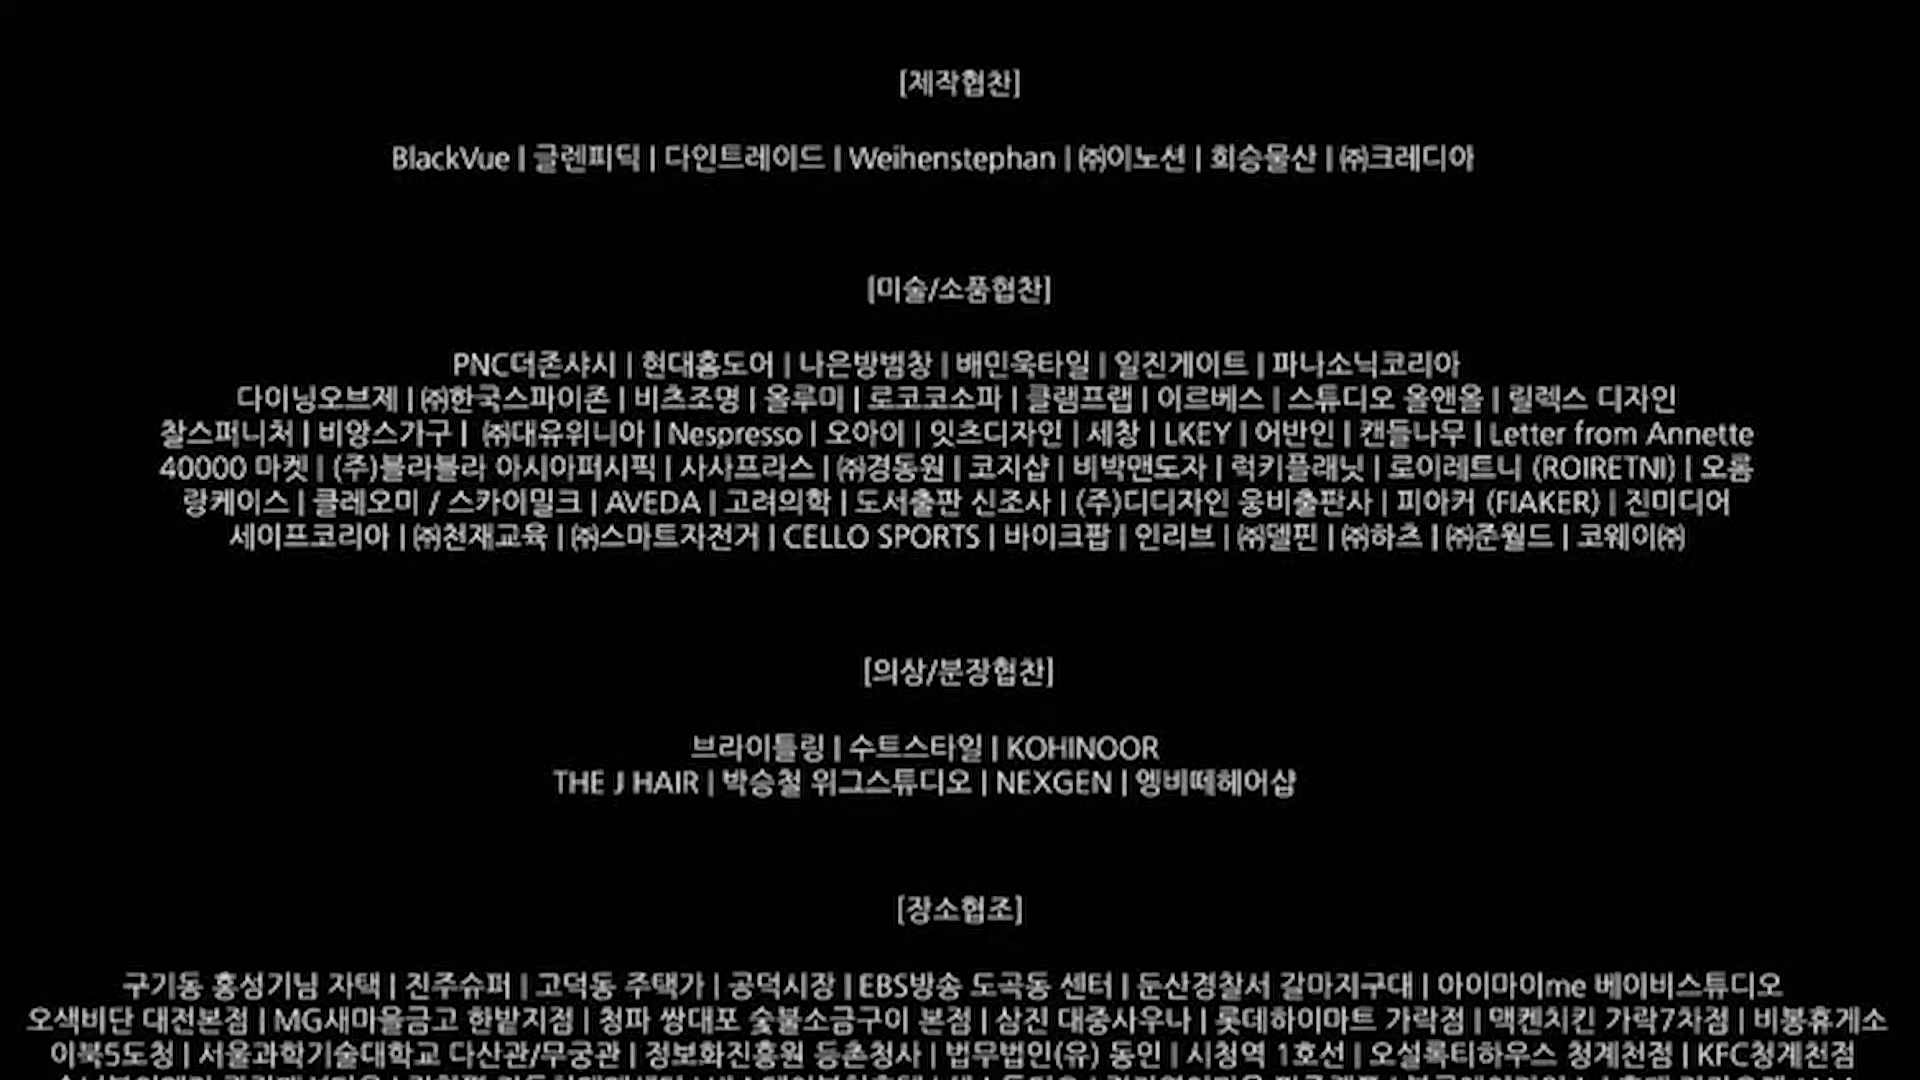 [제작협찬]
BlackVue | 글렌피딕 | 다인트레이드 | Weihenstephan | ㈜이노션 | 희승물산 | ㈜크레디아
[미술/소품협찬]
PNC더존샤시 | 현대홈도어 | 나은방범창 | 배민욱타일 | 일진게이트 | 파나소닉코리아
다이닝오브제 | ㈜한국스파이존 | 비츠조명 | 올루미 | 로코코소파 | 클램프랩 | 이르베스 | 스튜디오 올앤올 | 릴렉스 디자인
찰스퍼니처 | 비앙스가구 | ㈜대유위니아 | Nespresso | 오아이 | 잇츠디자인 | 세창 | LKEY | 어반인 | 캔들나무 | Letter from Annette
40000 마켓 | (주)블라블라 아시아퍼시픽 | 사사프라스 | ㈜경동원 | 코지샵 | 비박맨도자 | 럭키플래닛 | 로이레트니 (ROIRETNI) | 오롬
랑케이스 | 클레오미 / 스카이밀크 | AVEDA | 고려의학 | 도서출판 신조사 | (주)디디자인 웅비출판사 | 피아커 (FIAKER) | 진미디어
세이프코리아 | ㈜천재교육 | ㈜스마트자전거 | CELLO SPORTS | 바이크팝 | 인리브 | ㈜델핀 | ㈜하츠 | ㈜준월드 | 코웨이㈜
[의상/분장협찬]
브라이틀링 | 수트스타일 | KOHINOOR
THE J HAIR | 박승철 위그스튜디오 | NEXGEN | 엥비떼헤어샵
[장소협조]
구기동 홍성기님 자택 | 진주슈퍼 | 고덕동 주택가 | 공덕시장 | EBS방송 도곡동 센터 | 둔산경찰서 갈마지구대 | 아이마이me 베이비스튜디오
오색비단 대전본점 | MG새마을금고 한밭지점 | 청파 쌍대포 숯불소금구이 본점 | 삼진 대중사우나 | 롯데하이마트 가락점 | 맥켄치킨 가락7차점 | 비봉휴게소
이북5도청 | 서울과학기술대학교 다산관/무궁관 | 정보화진흥원 등촌청사 | 법무법인(유) 동인 | 시청역 1호선 | 오설록티하우스 청계천점 | KFC청계천점